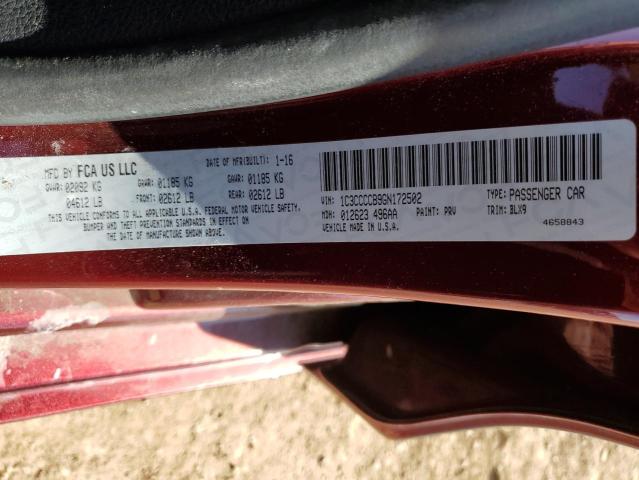 MFD BY FCA US LLC DATE OF MFR(BUILT): 1-16
GVWR: 02092 KG GAWR: 01185 KG GAWR: 01185 KG
04612 LB FRONT: 02612 LB REAR: 02612 LB
THIS VEHICLE CONFORMS TO ALL APPLICABLE U.S.A. FEDERAL MOTOR VEHICLE SAFETY,
BUMPER AND THEFT PREVENTION STANDARDS IN EFFECT ON
THE DATE OF MANUFACTURE SHOWN ABOVE.
VIN: 1C3CCCCB9GN172502 TYPE: PASSENGER CAR
MDH 012623 496AA PAINT: PRV TRIM: BLX9
MADE IN U.S.A. 4658843